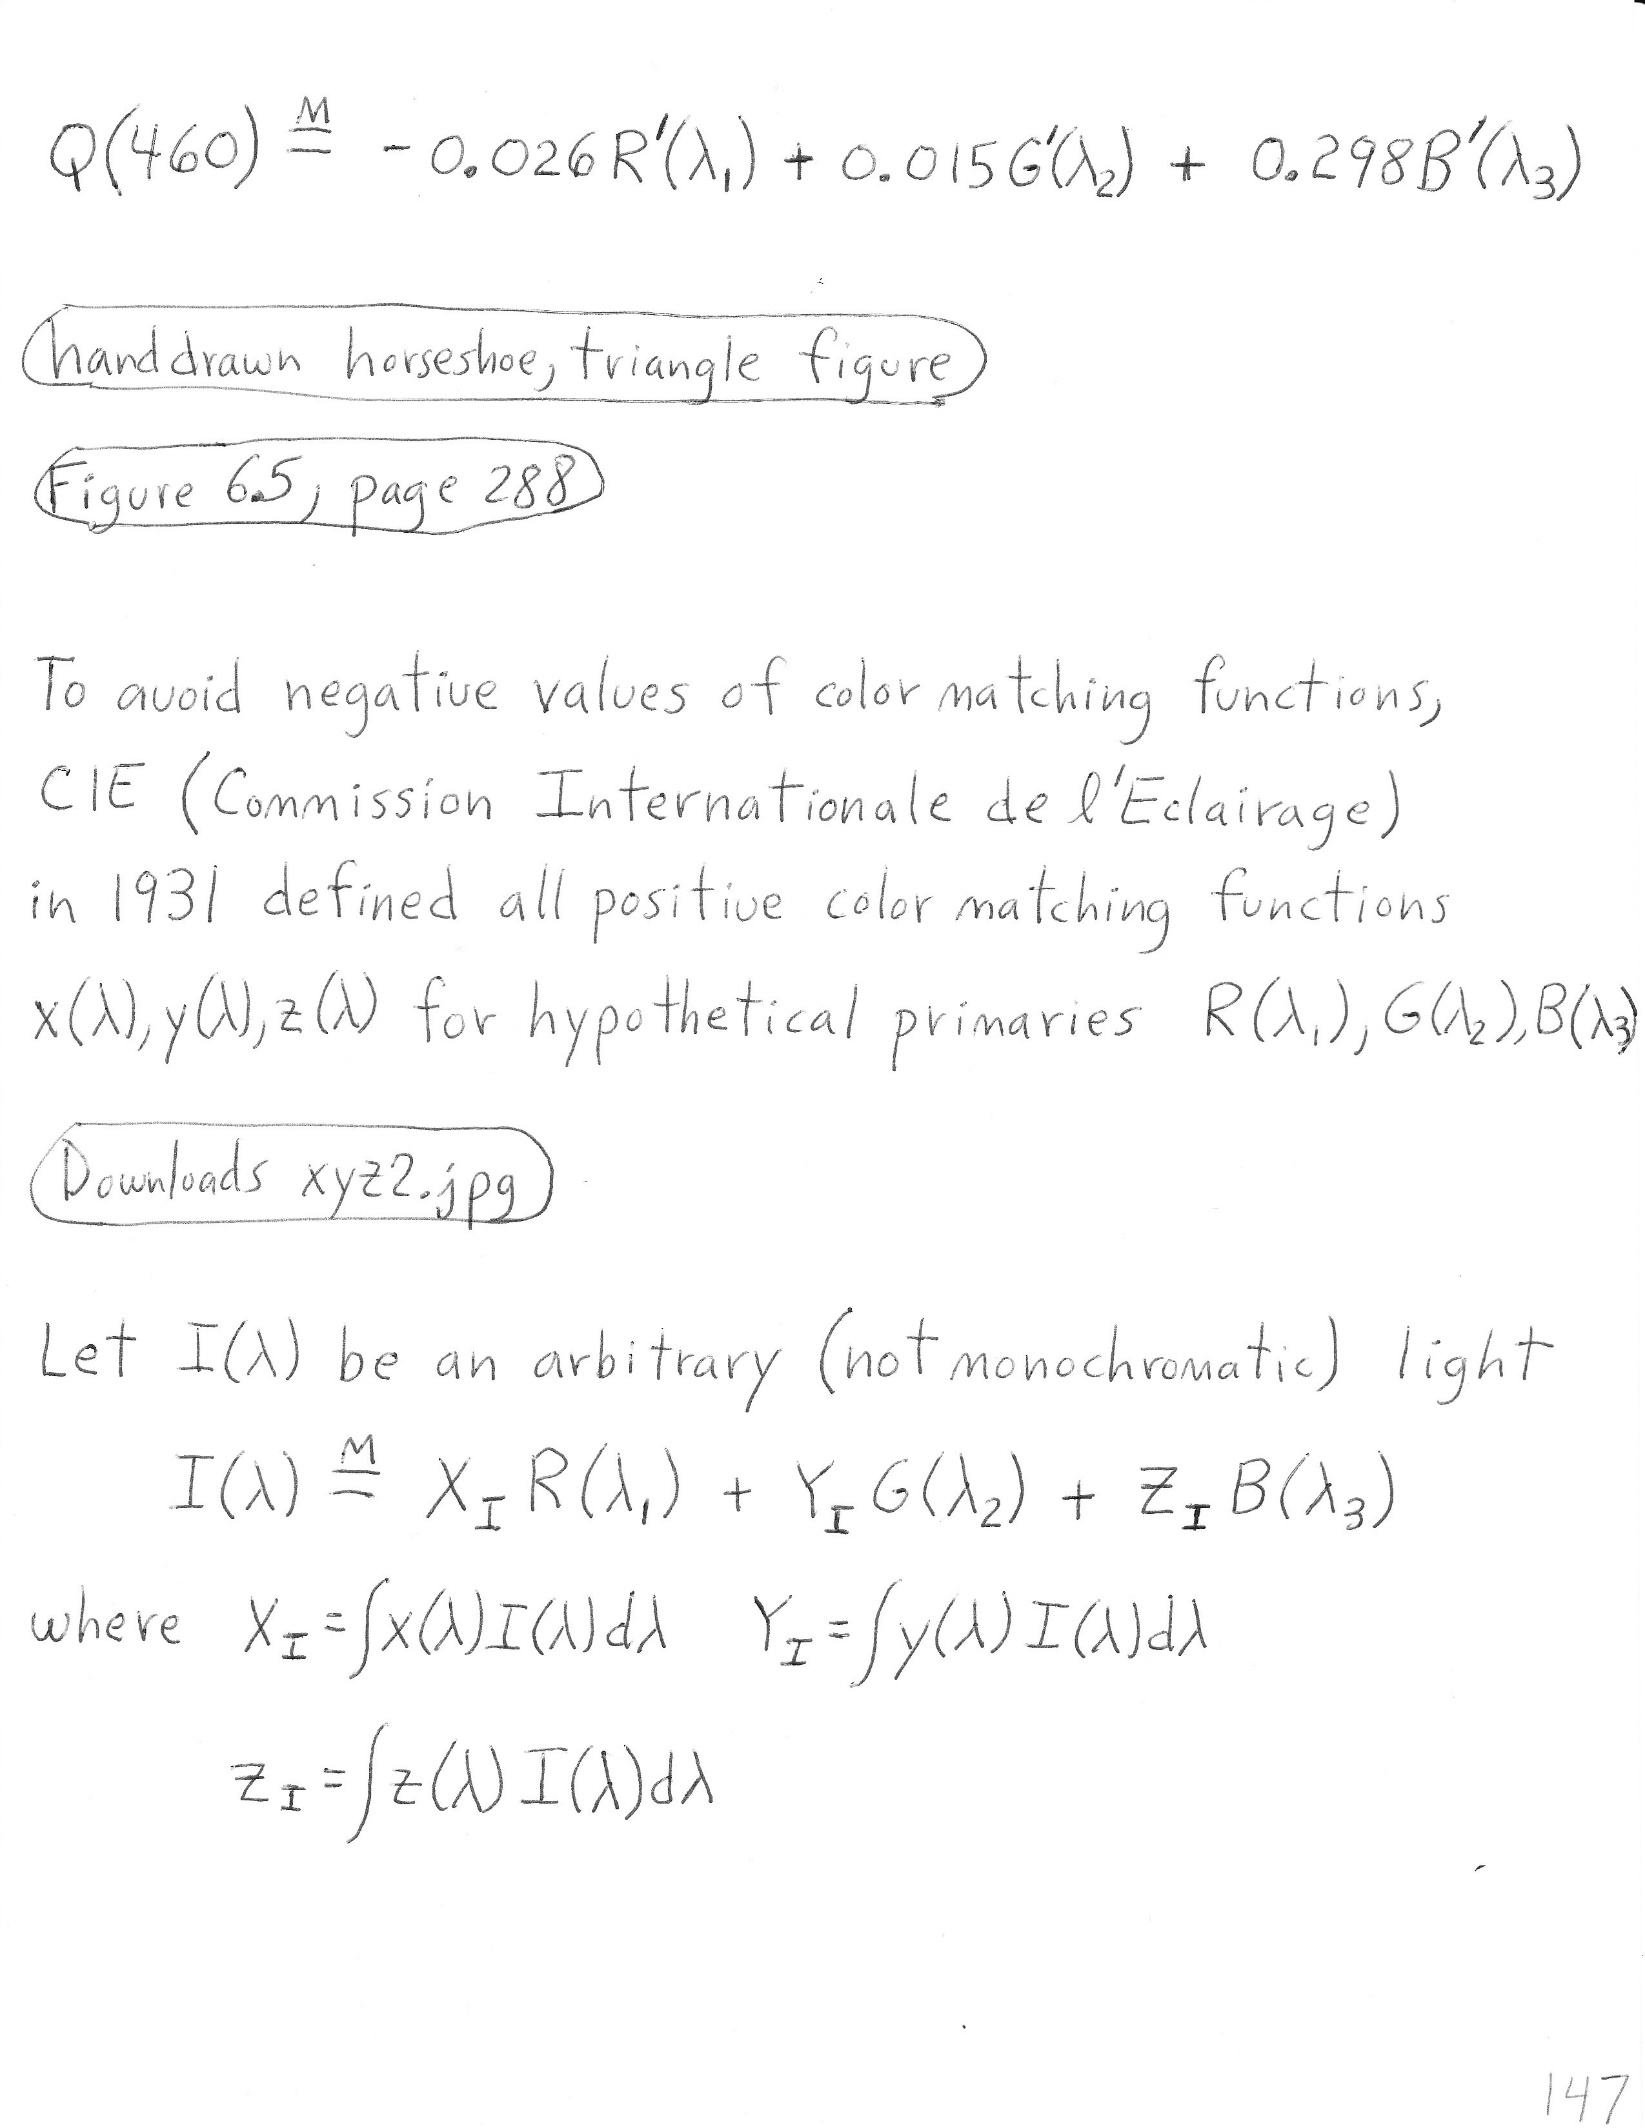 Q(460) M= -0.026R'(λ₁) + 0.015G'(λ₂) + 0.298B'(λ₃)
hand drawn horseshoe, triangle figure
Figure 6.5, page 288
To avoid negative values of color matching functions,
CIE (Commission Internationale de l'Eclairage)
in 1931 defined all positive color matching functions
x(λ), y(λ), z(λ) for hypothetical primaries R(λ₁), G(λ₂), B(λ₃)
Downloads xyz2.jpg
Let I(λ) be an arbitrary (not monochromatic) light
I(λ) M= X_I R(λ₁) + Y_I G(λ₂) + Z_I B(λ₃)
where X_I = ∫x(λ)I(λ)dλ Y_I = ∫y(λ)I(λ)dλ
Z_I = ∫z(λ)I(λ)dλ
147